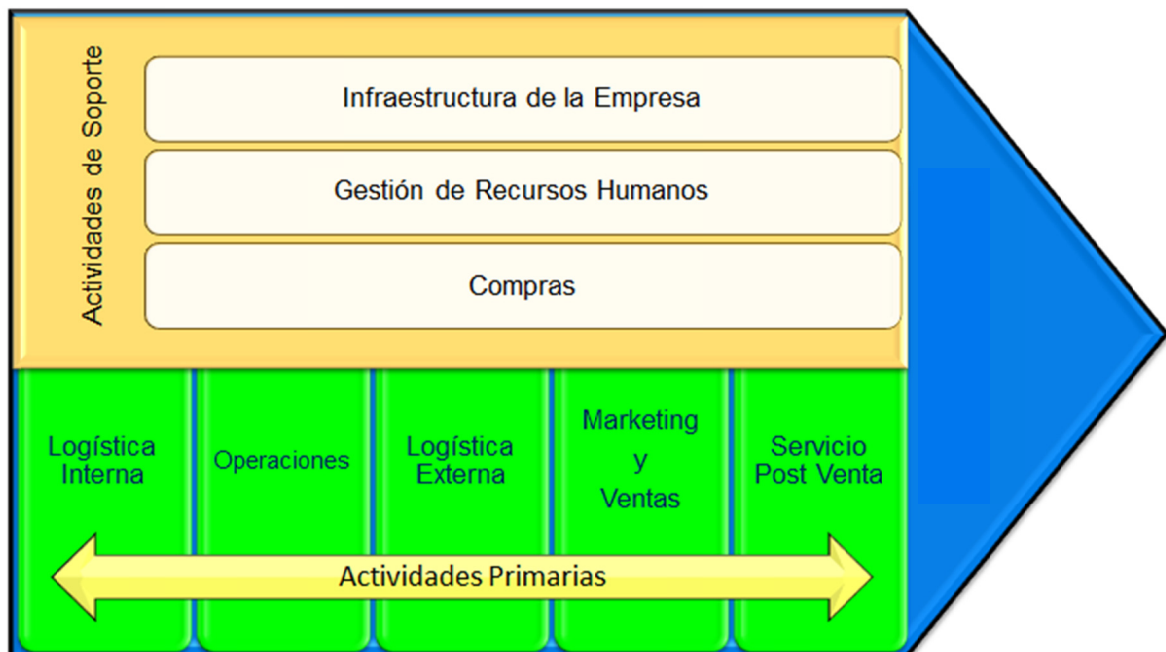 Actividades de Soporte
Infraestructura de la Empresa
Gestión de Recursos Humanos
Compras
Logística
Interna
Operaciones
Logística
Externa
Marketing
y
Ventas
Servicio
Post Venta
Actividades Primarias